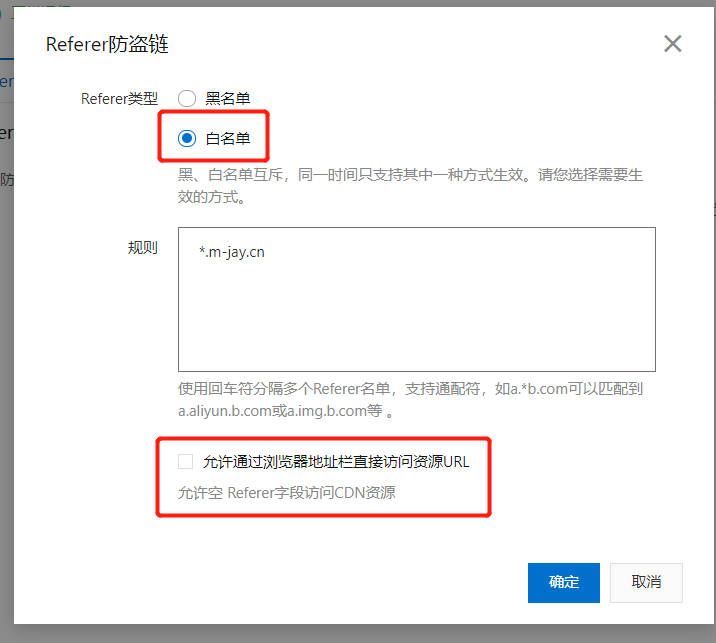 Referer防盗链
Referer类型
黑名单
白名单
黑、白名单互斥，同一时间只支持其中一种方式生效。请您选择需要生
效的方式。
规则
*.m-jay.cn
使用回车符分隔多个Referer名单，支持通配符，如a.*b.com可以匹配到
a.aliyun.b.com或a.img.b.com等 。
允许通过浏览器地址栏直接访问资源URL
允许空 Referer字段访问CDN资源
确定
取消
er
er
防